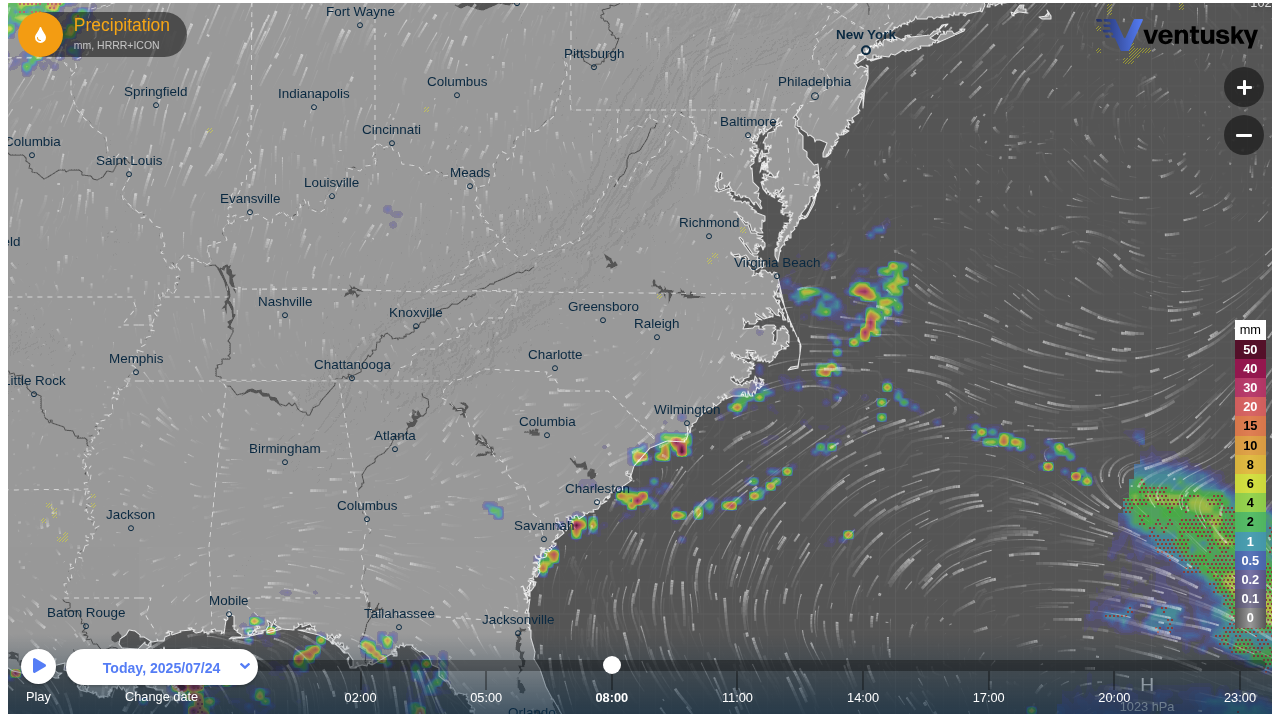 102
Fort Wayne
Precipitation
mm, HRRR+ICON
New York
ventusky
Pittsburgh
Columbus
Philadelphia
Springfield
Indianapolis
Baltimore
Cincinnati
Columbia
Saint Louis
Meads
Louisville
Evansville
Richmond
eld
Virginia Beach
Nashville
Knoxville
Greensboro
Raleigh
mm
50
40
30
20
15
10
8
6
4
2
1
0.5
0.2
0.1
0
Memphis
Chattanooga
Charlotte
Little Rock
Wilmington
Columbia
Atlanta
Birmingham
Charleston
Columbus
Jackson
Savannah
Mobile
Baton Rouge
Tallahassee
Jacksonville
Today, 2025/07/24
H
1023 hPa
Play
Change date
02:00
05:00
08:00
11:00
14:00
17:00
20:00
23:00
Orlando